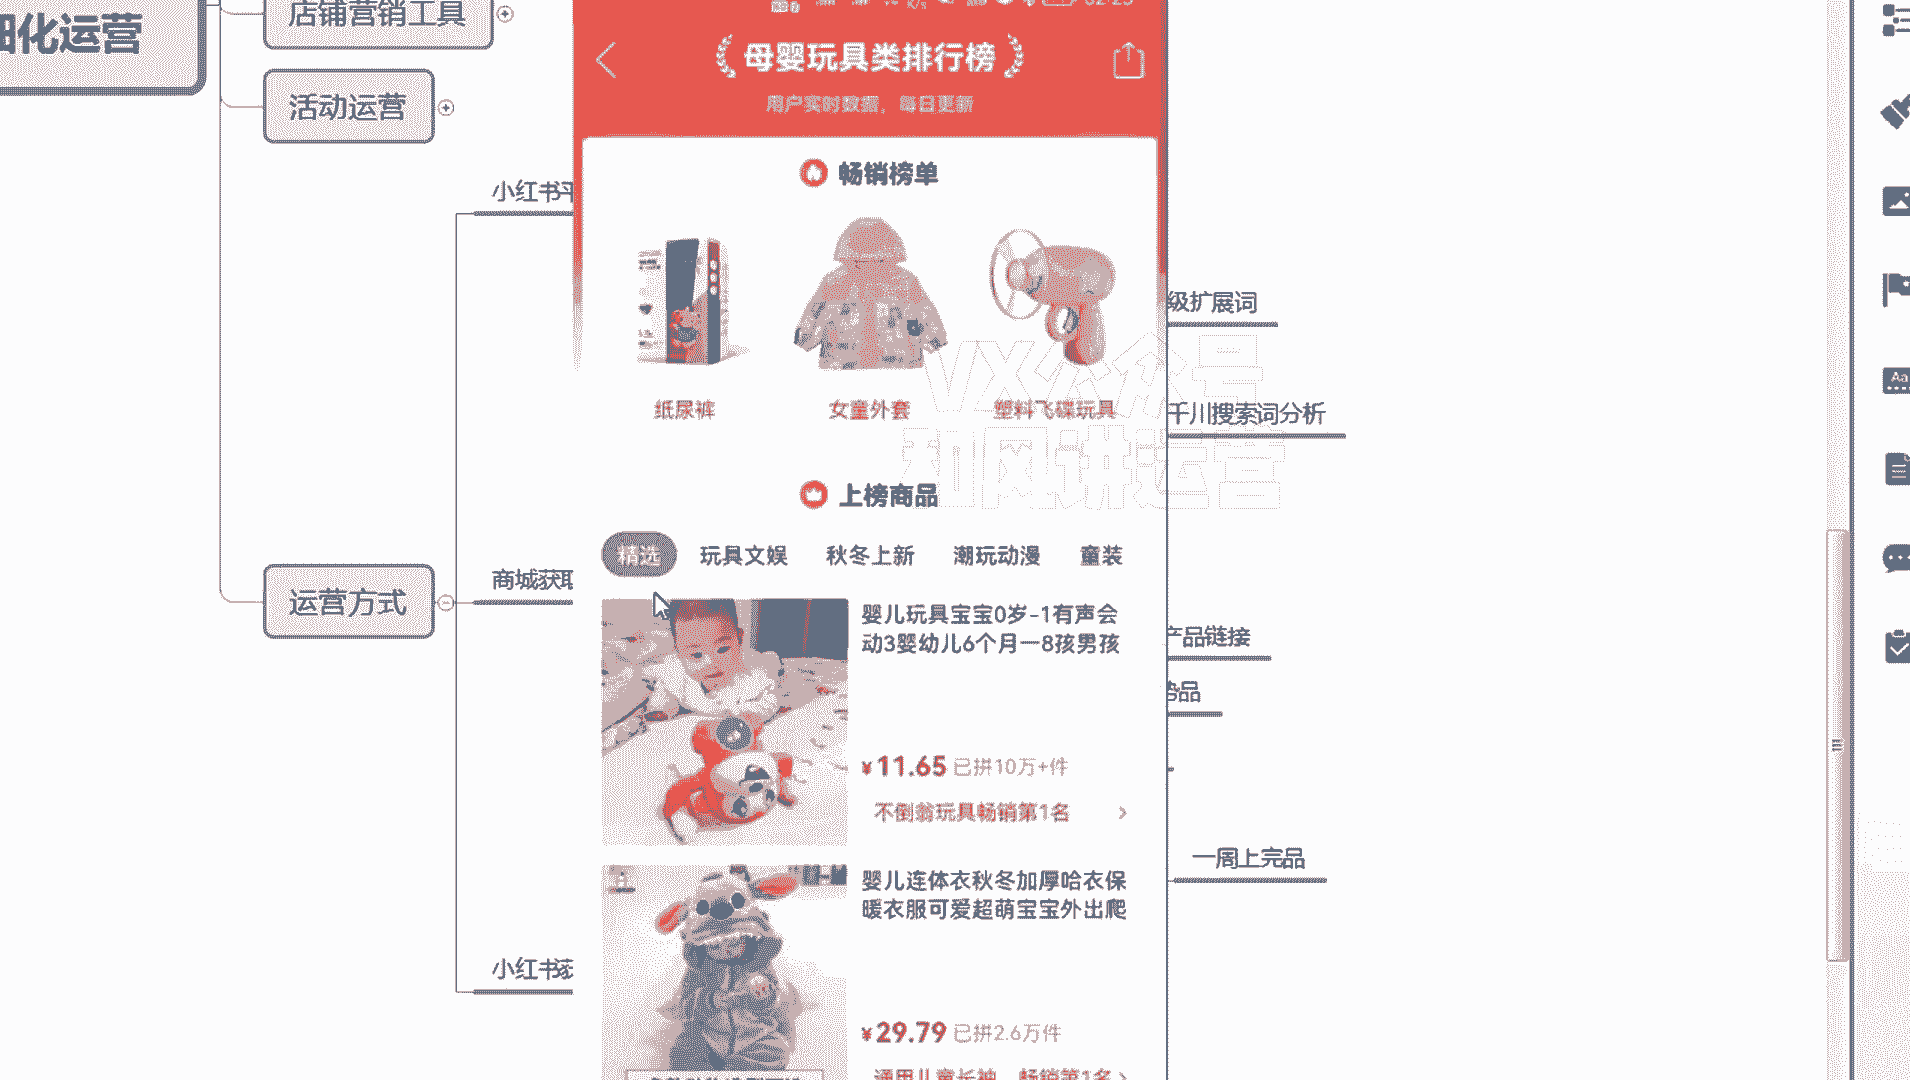 店铺营销工具
细化运营
活动运营
运营方式
小红书平
商城获取
小红书
02:25
K/s
母婴玩具类排行榜
用户实时数据，每日更新
畅销榜单
纸尿裤
女童外套
塑料飞碟玩具
上榜商品
精选
玩具文娱
秋冬上新
潮玩动漫
童装
婴儿玩具宝宝0岁-1有声会
动3婴幼儿6个月一8孩男孩
¥11.65 已拼10万+件
不倒翁玩具畅销第1名
婴儿连体衣秋冬加厚哈衣保
暖衣服可爱超萌宝宝外出爬
¥29.79 已拼2.6万件
通用儿童长袖 畅销第1名
级扩展词
千川搜索词分析
产品链接
品
一周上完品
VX公众号
和风讲运营
Aa